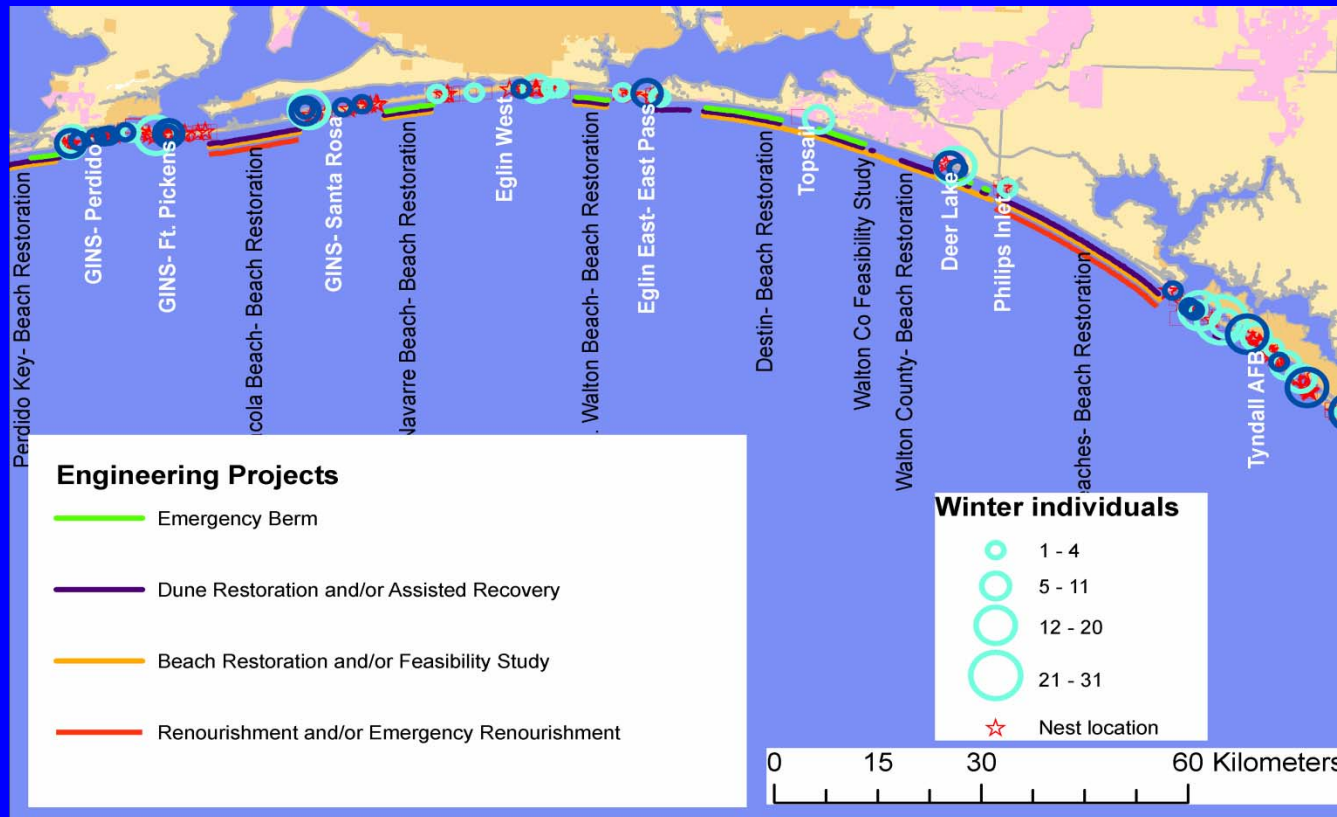 Perdido Key- Beach Restoration
GINS- Perdido
GINS- Ft. Pickens
acola Beach- Beach Restoration
GINS- Santa Rosa
Navarre Beach- Beach Restoration
Eglin West
. Walton Beach- Beach Restoration
Eglin East- East Pass
Destin- Beach Restoration
Topsail
Walton Co Feasibility Study
Walton County- Beach Restoration
Deer Lake
Philips Inlet
eaches- Beach Restoration
Tyndall AFB
Engineering Projects
Emergency Berm
Dune Restoration and/or Assisted Recovery
Beach Restoration and/or Feasibility Study
Renourishment and/or Emergency Renourishment
Winter individuals
1 - 4
5 - 11
12 - 20
21 - 31
Nest location
0 15 30 60 Kilometers